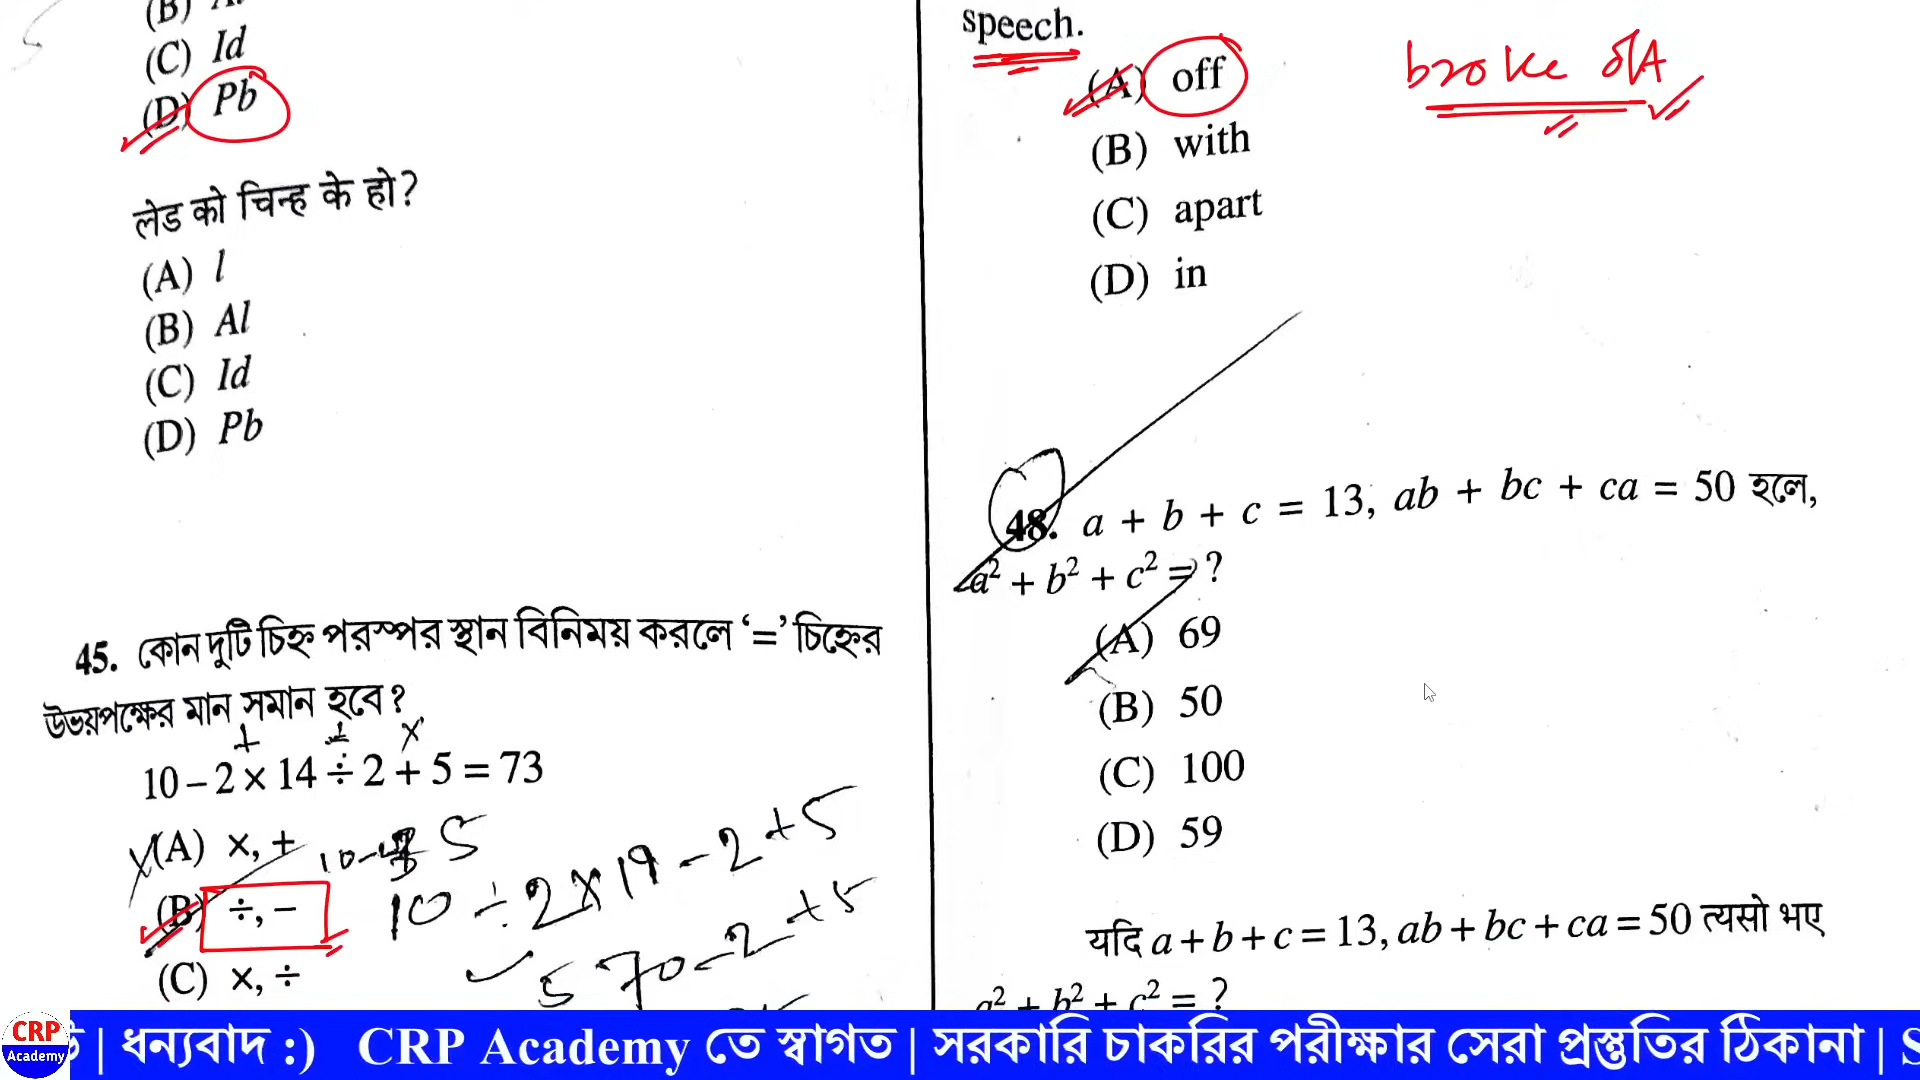 (B)
(C) Id
(D) Pb
लेड को चिन्ह के हो?
(A) l
(B) Al
(C) Id
(D) Pb
45. কোন দুটি চিহ্ন পরস্পর স্থান বিনিময় করলে ‘=’ চিহ্নের
উভয়পক্ষের মান সমান হবে?
+ ÷ ×
10 – 2 × 14 ÷ 2 + 5 = 73
(A) ×, +
(B) ÷, –
(C) ×, ÷
10 ÷ 2 × 14 – 2 + 5
70 – 2 + 5
speech.
(A) off
broke off
(B) with
(C) apart
(D) in
48. a + b + c = 13, ab + bc + ca = 50 হলে,
a² + b² + c² = ?
(A) 69
(B) 50
(C) 100
(D) 59
यदि a + b + c = 13, ab + bc + ca = 50 त्यसो भए
a² + b² + c² = ?
CRP
Academy
| ধন্যবাদ :) CRP Academy তে স্বাগত | সরকারি চাকরির পরীক্ষার সেরা প্রস্তুতির ঠিকানা | S